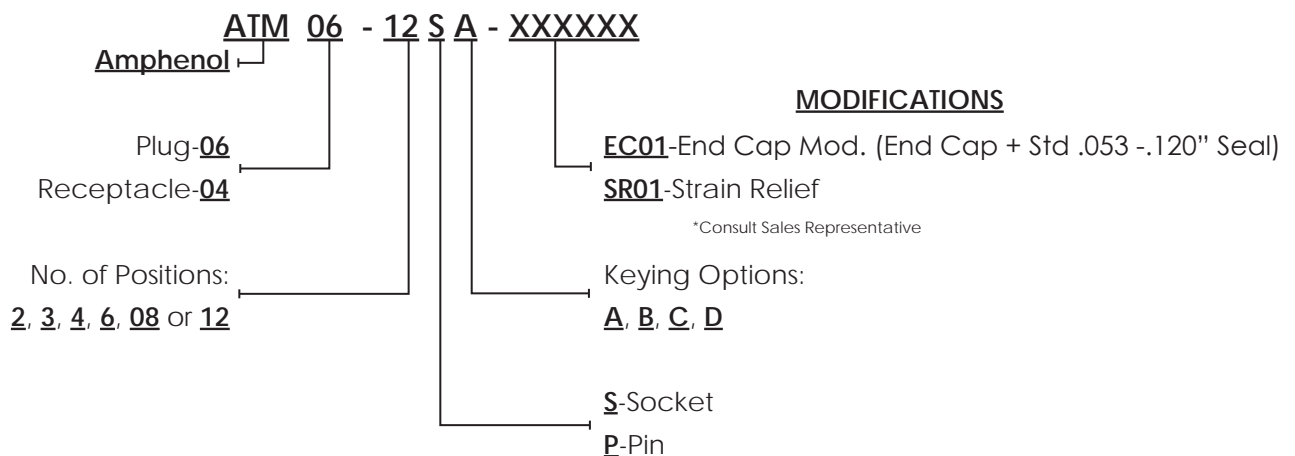 ATM 06 - 12 S A - XXXXXX
Amphenol
MODIFICATIONS
Plug-06
Receptacle-04
EC01-End Cap Mod. (End Cap + Std .053 -.120” Seal)
SR01-Strain Relief
*Consult Sales Representative
No. of Positions:
2, 3, 4, 6, 08 or 12
Keying Options:
A, B, C, D
S-Socket
P-Pin